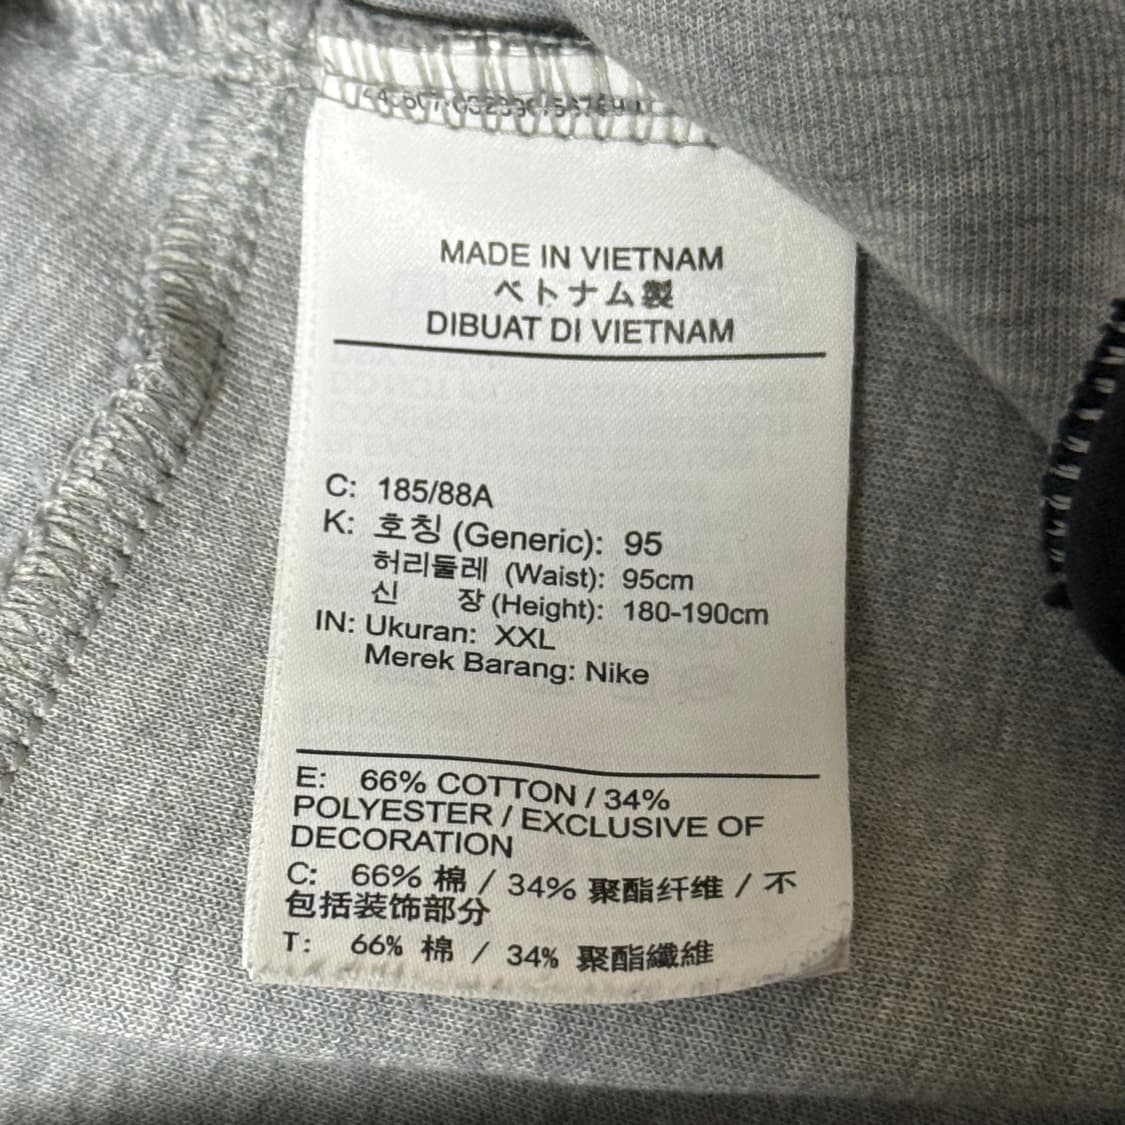 MADE IN VIETNAM
ベトナム製
DIBUAT DI VIETNAM
C: 185/88A
K: 호칭 (Generic): 95
허리둘레 (Waist): 95cm
신 장 (Height): 180-190cm
IN: Ukuran: XXL
Merek Barang: Nike
E: 66% COTTON / 34%
POLYESTER / EXCLUSIVE OF
DECORATION
C: 66% 棉 / 34% 聚酯纤维 / 不
包括装饰部分
T: 66% 棉 / 34% 聚酯纖維